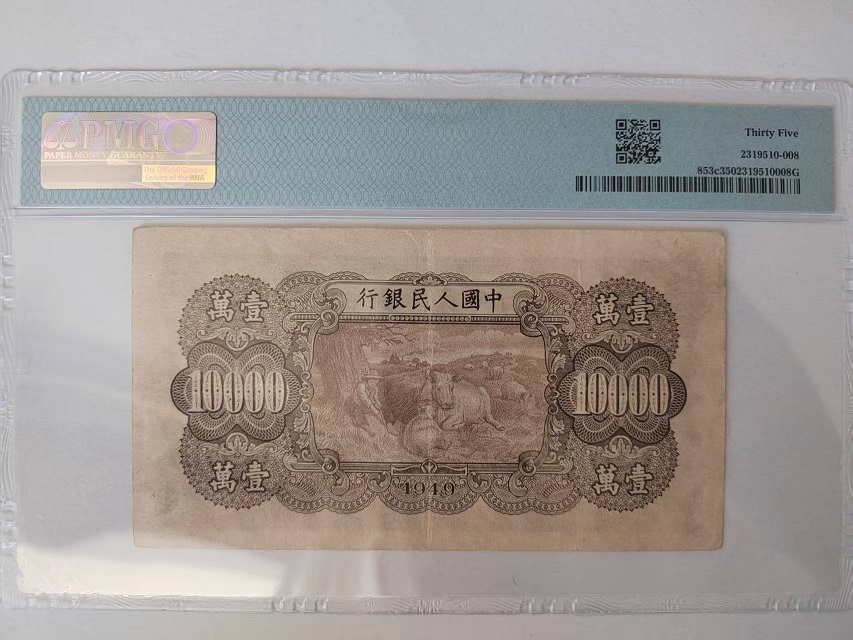 PMG
PAPER MONEY GUARANTY
Our Official Grading
Service of the ANA
Thirty Five
2319510-008
853c3502319510008G
行銀民人國中
萬壹
萬壹
10000
10000
萬壹
萬壹
1949